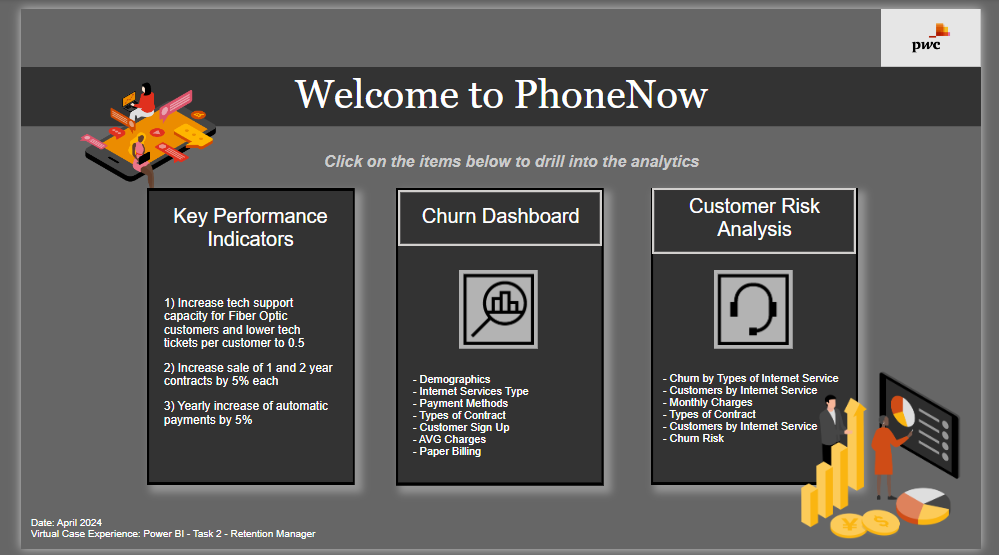 pwc
Welcome to PhoneNow
Click on the items below to drill into the analytics
Key Performance
Indicators
1) Increase tech support
capacity for Fiber Optic
customers and lower tech
tickets per customer to 0.5
2) Increase sale of 1 and 2 year
contracts by 5% each
3) Yearly increase of automatic
payments by 5%
Churn Dashboard
- Demographics
- Internet Services Type
- Payment Methods
- Types of Contract
- Customer Sign Up
- AVG Charges
- Paper Billing
Customer Risk
Analysis
- Churn by Types of Internet Service
- Customers by Internet Service
- Monthly Charges
- Types of Contract
- Customers by Internet Service
- Churn Risk
Date: April 2024
Virtual Case Experience: Power BI - Task 2 - Retention Manager